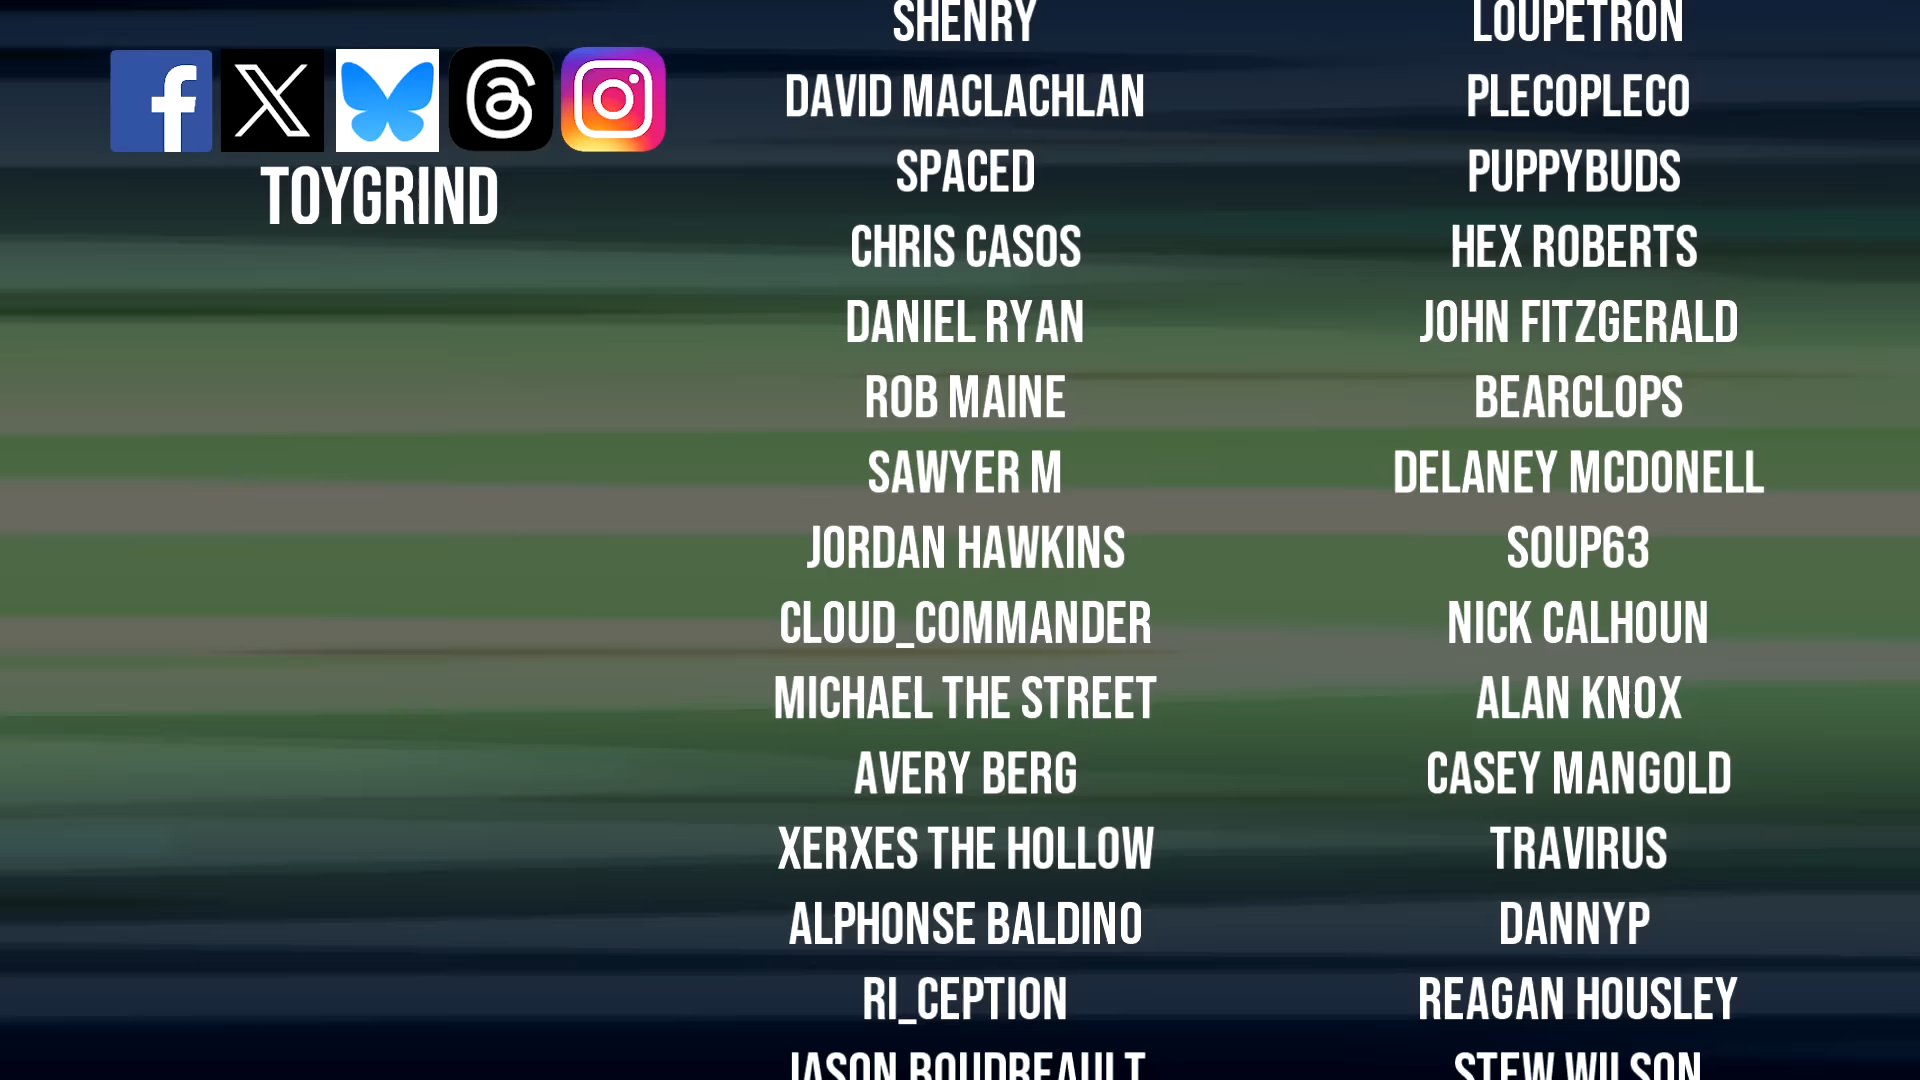 TOYGRIND
SHENRY
DAVID MACLACHLAN
SPACED
CHRIS CASOS
DANIEL RYAN
ROB MAINE
SAWYER M
JORDAN HAWKINS
CLOUD_COMMANDER
MICHAEL THE STREET
AVERY BERG
XERXES THE HOLLOW
ALPHONSE BALDINO
RI_CEPTION
JASON BOUDREAULT
LOUPETRON
PLECOPLECO
PUPPYBUDS
HEX ROBERTS
JOHN FITZGERALD
BEARCLOPS
DELANEY MCDONELL
SOUP63
NICK CALHOUN
ALAN KNOX
CASEY MANGOLD
TRAVIRUS
DANNYP
REAGAN HOUSLEY
STEW WILSON